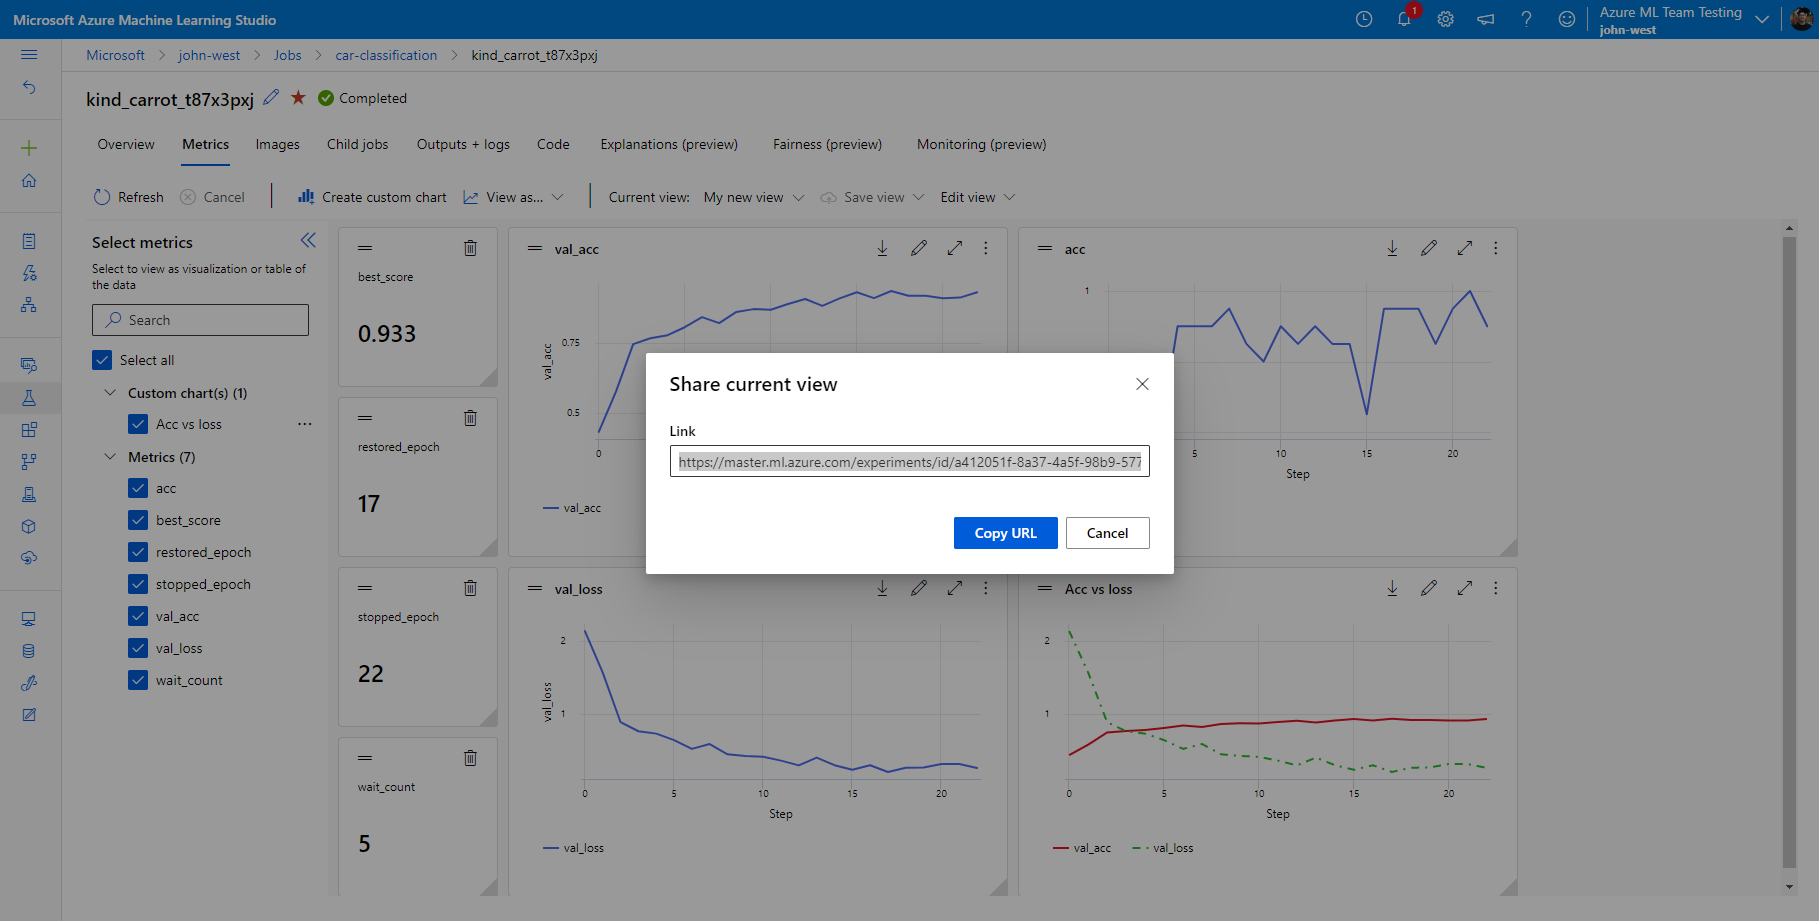 Microsoft Azure Machine Learning Studio
1
Azure ML Team Testing
john-west
Microsoft > john-west > Jobs > car-classification > kind_carrot_t87x3pxj
kind_carrot_t87x3pxj
Completed
Overview Metrics Images Child jobs Outputs + logs Code Explanations (preview) Fairness (preview) Monitoring (preview)
Refresh Cancel Create custom chart View as... Current view: My new view Save view Edit view
Select metrics
Select to view as visualization or table of
the data
Search
Select all
Custom chart(s) (1)
Acc vs loss
Metrics (7)
acc
best_score
restored_epoch
stopped_epoch
val_acc
val_loss
wait_count
best_score
0.933
restored_epoch
17
stopped_epoch
22
wait_count
5
val_acc
val_acc
0.75
0.5
0
val_acc
acc
1
5 10 15 20
Step
Share current view
Link
https://master.ml.azure.com/experiments/id/a412051f-8a37-4a5f-98b9-577
Copy URL Cancel
val_loss
val_loss
2
1
0 5 10 15 20
Step
val_loss
Acc vs loss
2
1
0 5 10 15 20
Step
val_acc val_loss